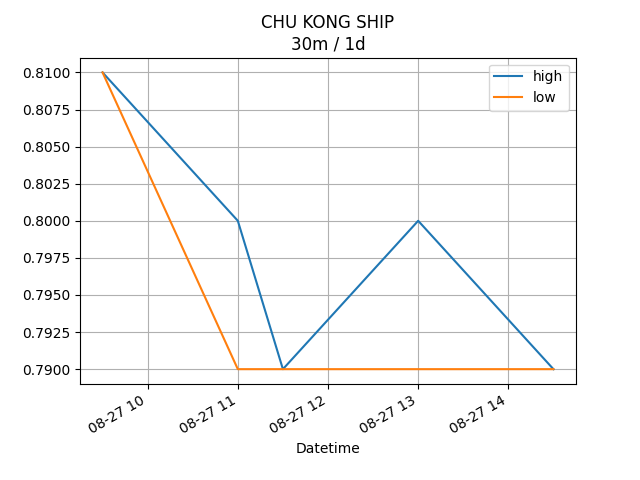 CHU KONG SHIP
30m / 1d
high
low
0.8100
0.8075
0.8050
0.8025
0.8000
0.7975
0.7950
0.7925
0.7900
08-27 10
08-27 11
08-27 12
08-27 13
08-27 14
Datetime